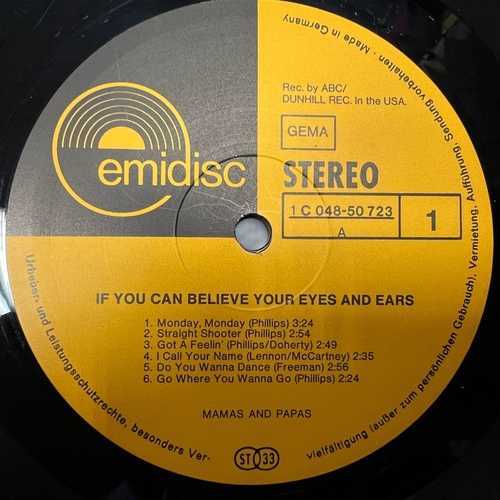 emidisc
Rec. by ABC/
DUNHILL REC. In the USA.
GEMA
STEREO
1 C 048-50 723
A
1
IF YOU CAN BELIEVE YOUR EYES AND EARS
1. Monday, Monday (Phillips) 3:24
2. Straight Shooter (Phillips) 2:54
3. Got A Feelin' (Phillips/Doherty) 2:49
4. I Call Your Name (Lennon/McCartney) 2:35
5. Do You Wanna Dance (Freeman) 2:56
6. Go Where You Wanna Go (Phillips) 2:24
MAMAS AND PAPAS
ST 33
Urheber- und Leistungsschutzrechte, besonders Ver-
vielfältigung (außer zum persönlichen Gebrauch), Vermietung, Aufführung, Sendung vorbehalten · Made in Germany